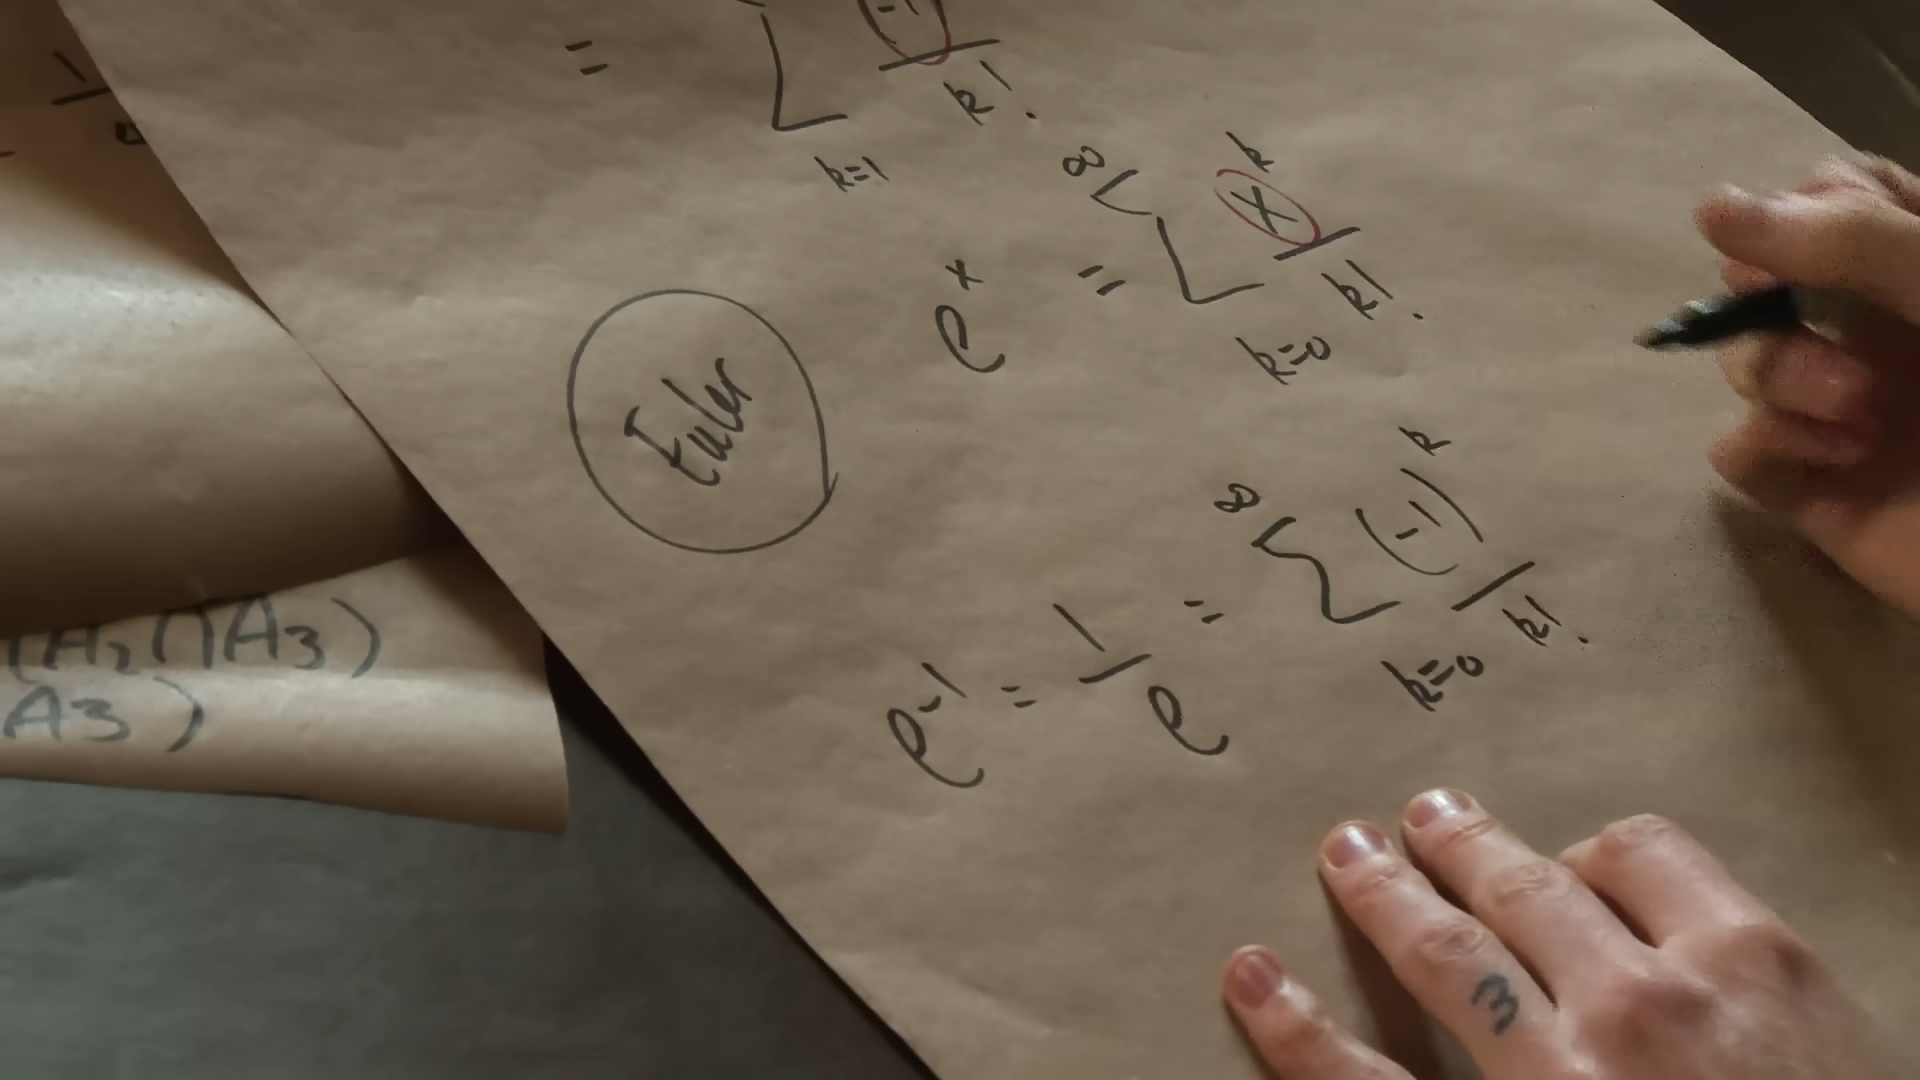 = ∑ (-1) / k!
k=1
e^x = ∑_{k=0}^{∞} x^k / k!
Euler
e^-1 = 1/e = ∑_{k=0}^{∞} (-1)^k / k!
(A2∩A3)
A3)
3